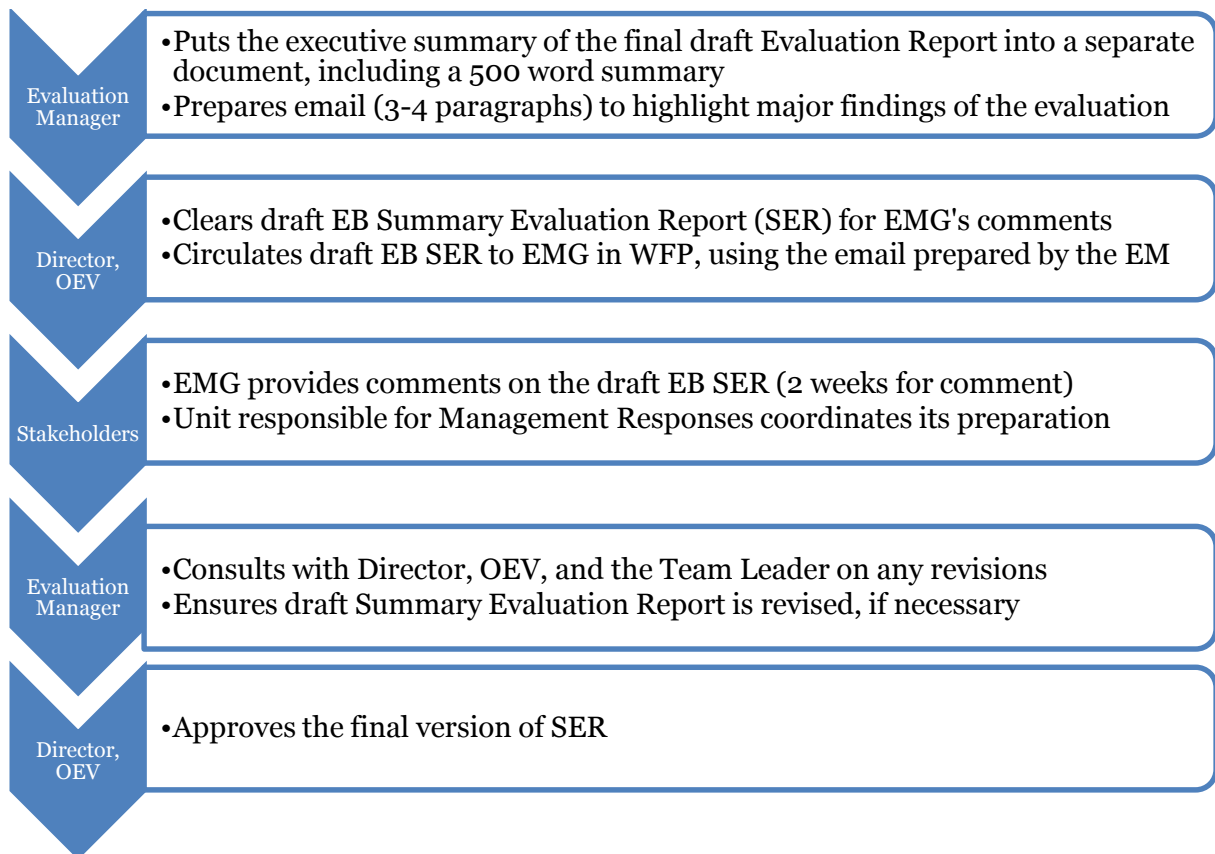 Evaluation
Manager
•Puts the executive summary of the final draft Evaluation Report into a separate
document, including a 500 word summary
•Prepares email (3-4 paragraphs) to highlight major findings of the evaluation
Director,
OEV
•Clears draft EB Summary Evaluation Report (SER) for EMG's comments
•Circulates draft EB SER to EMG in WFP, using the email prepared by the EM
Stakeholders
•EMG provides comments on the draft EB SER (2 weeks for comment)
•Unit responsible for Management Responses coordinates its preparation
Evaluation
Manager
•Consults with Director, OEV, and the Team Leader on any revisions
•Ensures draft Summary Evaluation Report is revised, if necessary
Director,
OEV
•Approves the final version of SER